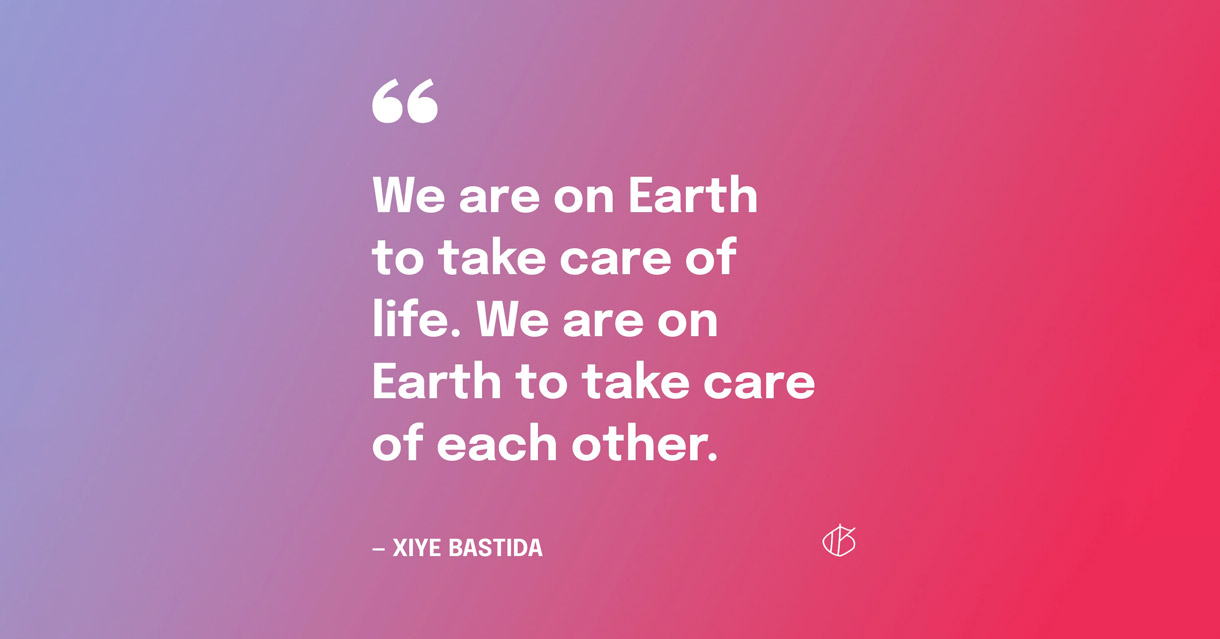 “
We are on Earth
to take care of
life. We are on
Earth to take care
of each other.
– XIYE BASTIDA